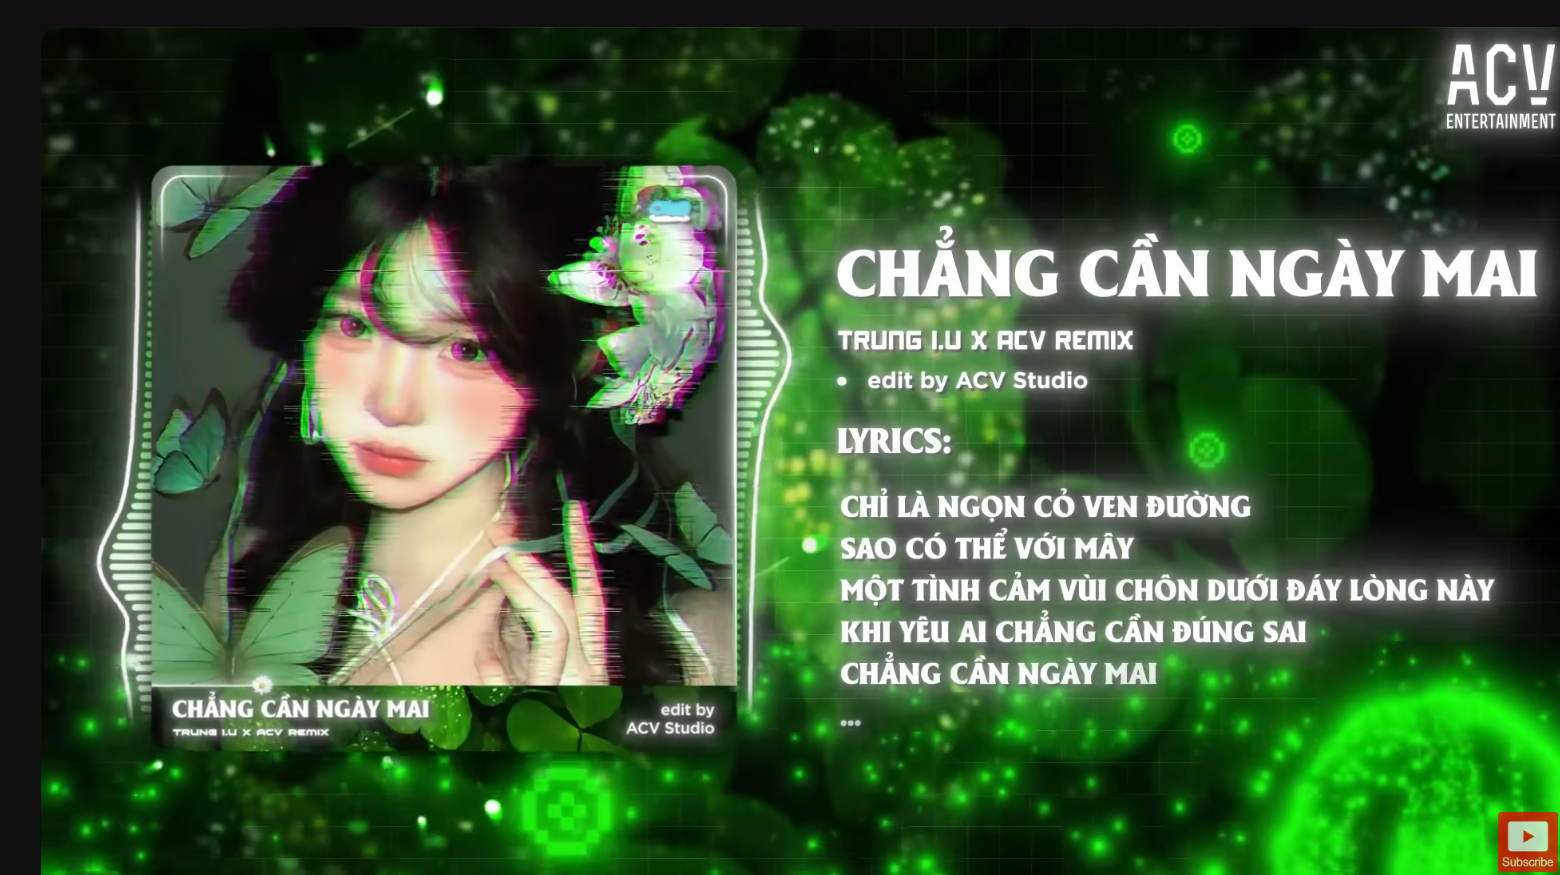 ACV
ENTERTAINMENT
CHẲNG CẦN NGÀY MAI
TRUNG I.U X ACV REMIX
• edit by ACV Studio
LYRICS:
CHỈ LÀ NGỌN CỎ VEN ĐƯỜNG
SAO CÓ THỂ VỚI MÂY
MỘT TÌNH CẢM VÙI CHÔN DƯỚI ĐÁY LÒNG NÀY
KHI YÊU AI CHẲNG CẦN ĐÚNG SAI
CHẲNG CẦN NGÀY MAI
...
CHẲNG CẦN NGÀY MAI
TRUNG I.U X ACV REMIX
edit by
ACV Studio
Subscribe